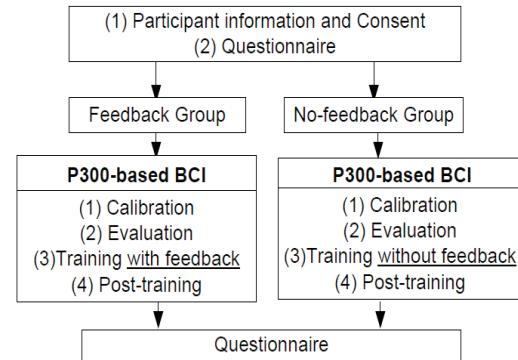 (1) Participant information and Consent
(2) Questionnaire
Feedback Group
No-feedback Group
P300-based BCI
(1) Calibration
(2) Evaluation
(3)Training with feedback
(4) Post-training
P300-based BCI
(1) Calibration
(2) Evaluation
(3)Training without feedback
(4) Post-training
Questionnaire